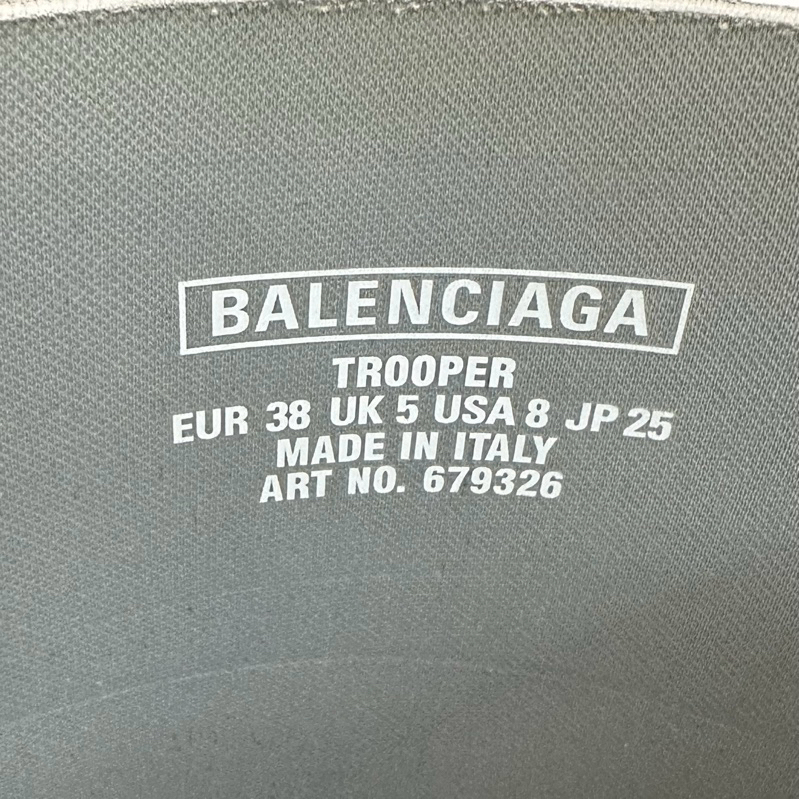 BALENCIAGA
TROOPER
EUR 38 UK 5 USA 8 JP 25
MADE IN ITALY
ART NO. 679326